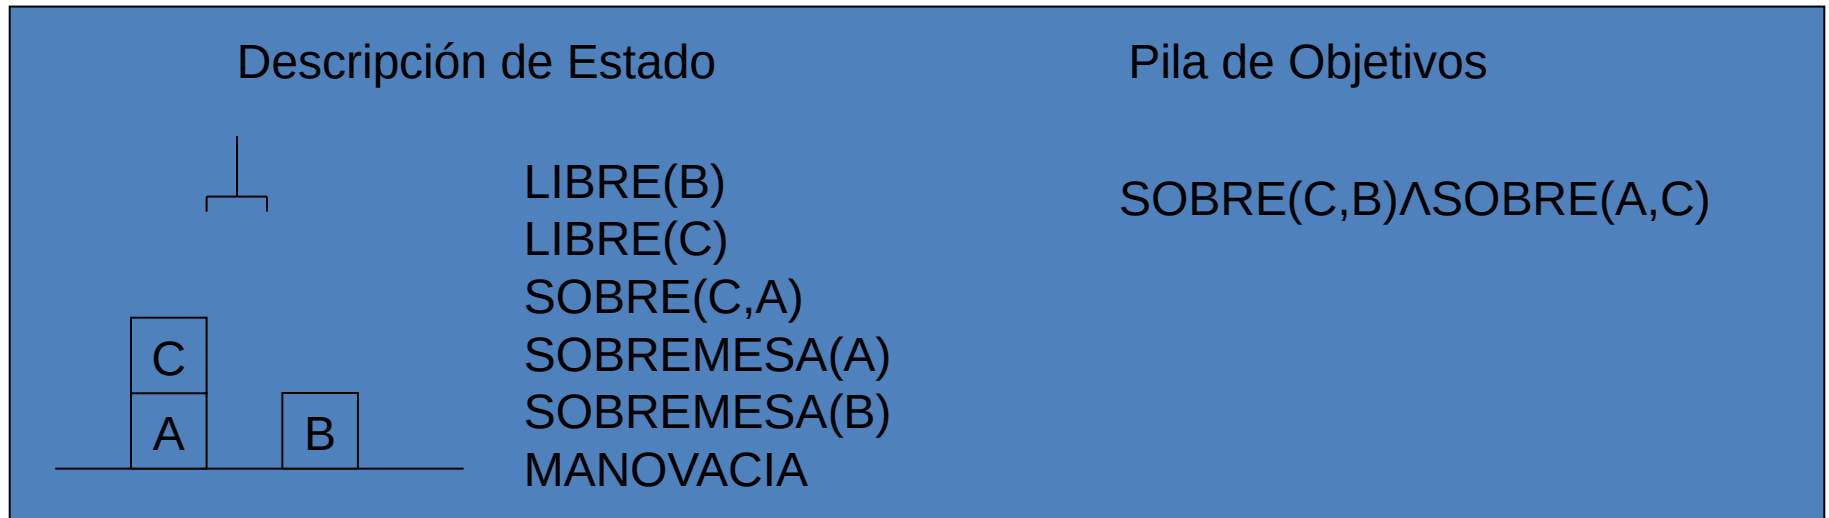 Descripción de Estado
Pila de Objetivos
LIBRE(B)
LIBRE(C)
SOBRE(C,A)
SOBREMESA(A)
SOBREMESA(B)
MANOVACIA
SOBRE(C,B)ΛSOBRE(A,C)
C
A
B